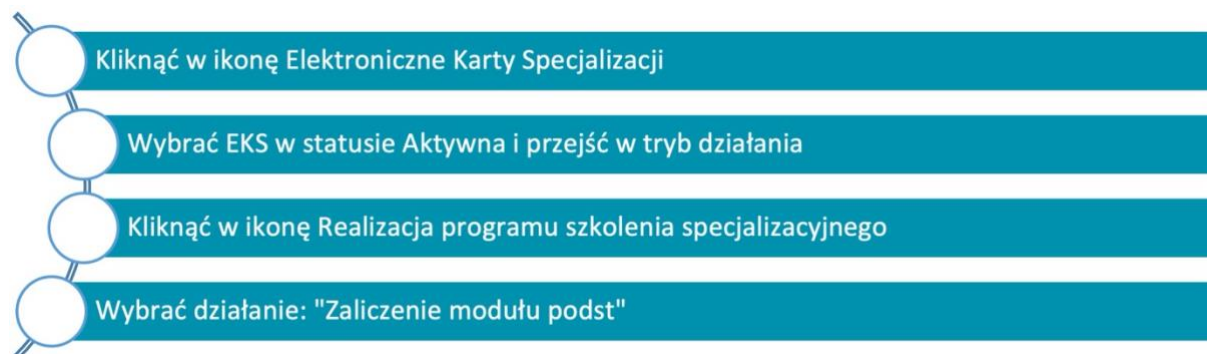 Kliknąć w ikonę Elektroniczne Karty Specjalizacji
Wybrać EKS w statusie Aktywna i przejść w tryb działania
Kliknąć w ikonę Realizacja programu szkolenia specjalizacyjnego
Wybrać działanie: "Zaliczenie modułu podst"